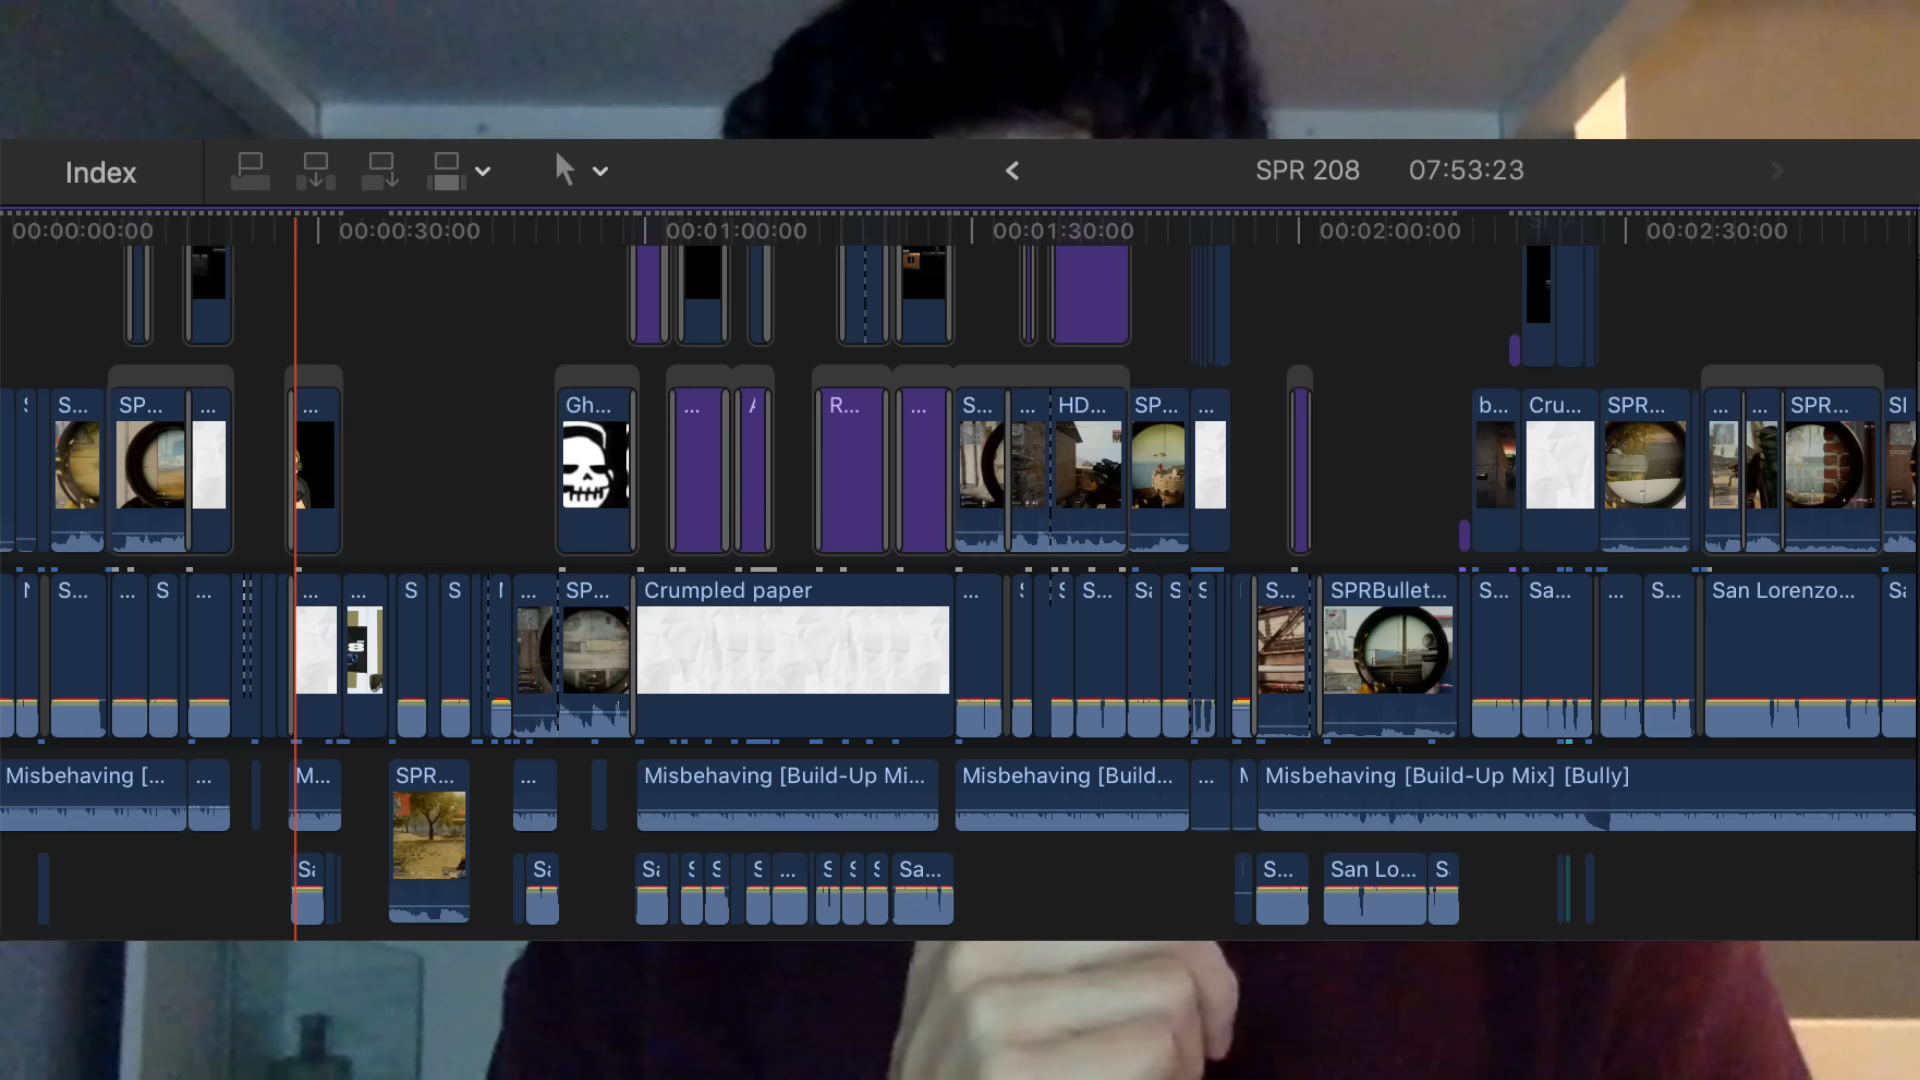 Index
SPR 208 07:53:23
00:00:00:00 00:00:30:00 00:01:00:00 00:01:30:00 00:02:00:00 00:02:30:00
S... SP... ... ... Gh... ... R... ... S... ... HD... SP... ... b... Cru... SPR... ... ... SPR...
S... ... S ... ... ... S S ... SP... Crumpled paper ... S... S... SPRBullet... S... Sa... ... S... San Lorenzo...
Misbehaving [... ... M... SPR... ... Misbehaving [Build-Up Mi... Misbehaving [Build... ... Misbehaving [Build-Up Mix] [Bully]
Sa Sa Sa S S S ... S S S Sa... S... San Lo... S